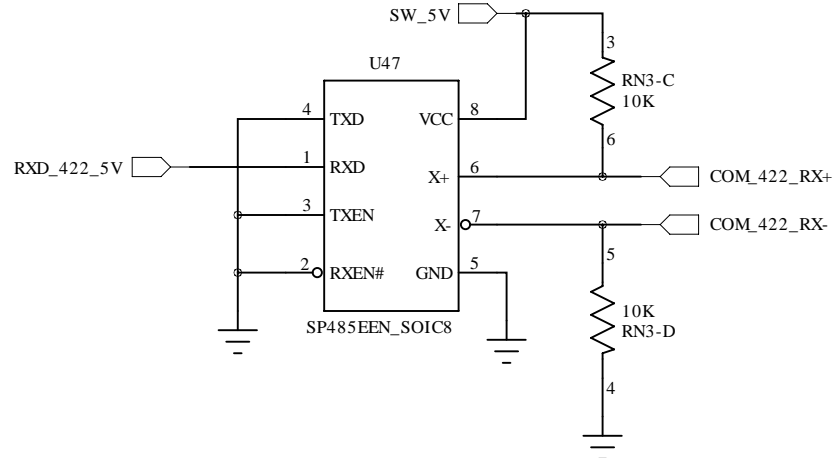 SW_5V
3
U47
RN3-C
10K
4 TXD VCC 8
6
RXD_422_5V 1 RXD
X+ 6 COM_422_RX+
3 TXEN
X- 7 COM_422_RX-
5
2 RXEN# GND 5
10K
SP485EEN_SOIC8 RN3-D
4